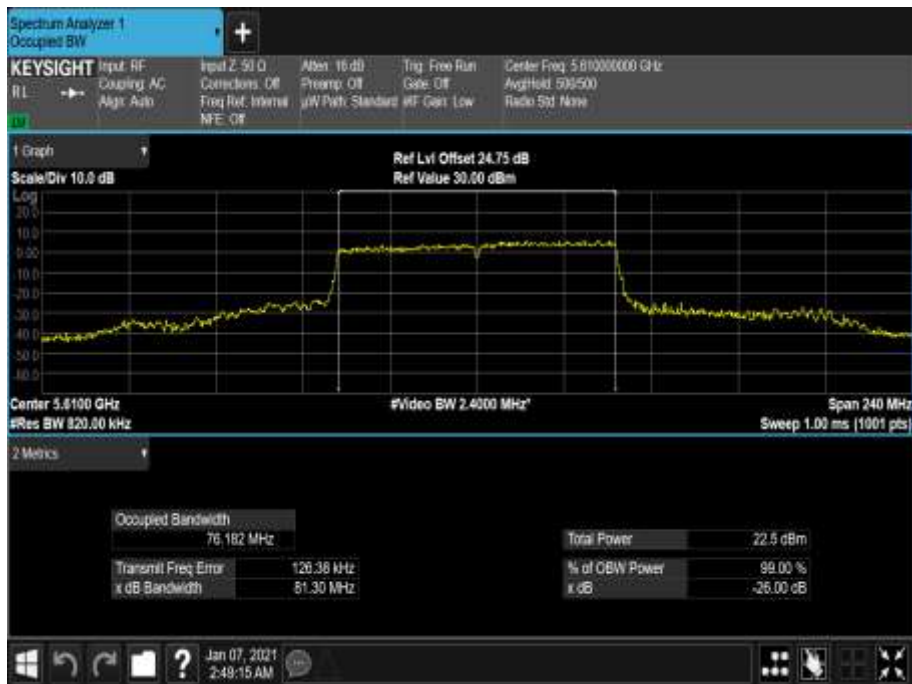 Spectrum Analyzer 1
Occupied BW
KEYSIGHT
Input: RF
Coupling: AC
Align: Auto
Input Z: 50 Ω
Corrections: Off
Freq Ref: Internal
NFE: Off
Atten: 16 dB
Preamp: Off
µW Path: Standard
Trig: Free Run
Gate: Off
#IF Gain: Low
Center Freq: 5.610000000 GHz
Avg|Hold: 500/500
Radio Std: None
1 Graph
Scale/Div 10.0 dB
Ref Lvl Offset 24.75 dB
Ref Value 30.00 dBm
Log
20.0
10.0
0.00
-10.0
-20.0
-30.0
-40.0
-50.0
-60.0
Center 5.6100 GHz
#Video BW 2.4000 MHz*
Span 240 MHz
#Res BW 820.00 kHz
Sweep 1.00 ms (1001 pts)
2 Metrics
Occupied Bandwidth
76.182 MHz
Total Power 22.5 dBm
Transmit Freq Error 126.38 kHz
% of OBW Power 99.00 %
x dB Bandwidth 81.30 MHz
x dB -26.00 dB
?
Jan 07, 2021
2:49:15 AM